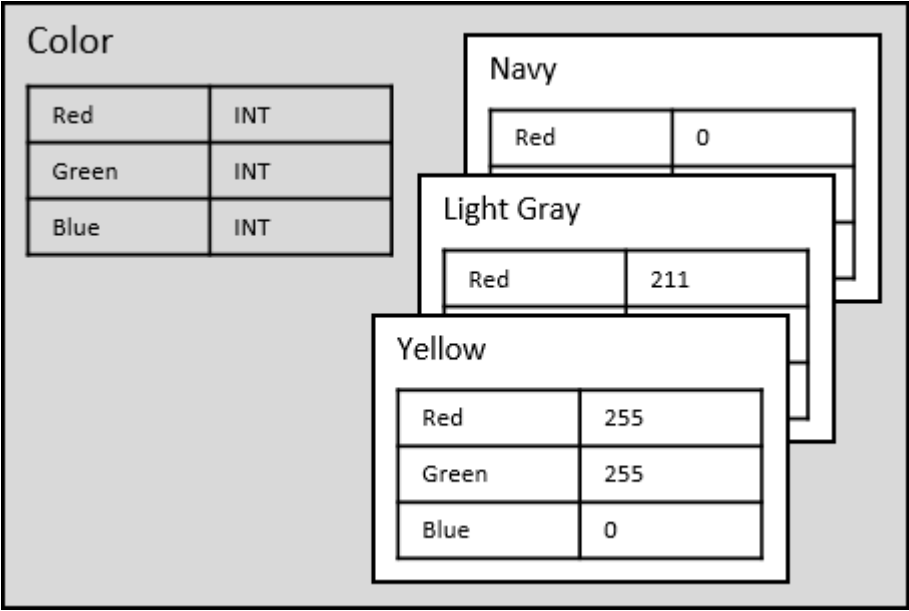 Color
Red INT
Green INT
Blue INT
Navy
Red 0
Light Gray
Red 211
Yellow
Red 255
Green 255
Blue 0